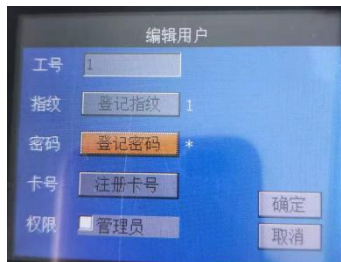 编辑用户
工号 1
指纹 登记指纹 1
密码 登记密码 *
卡号 注册卡号
确定
权限 管理员
取消